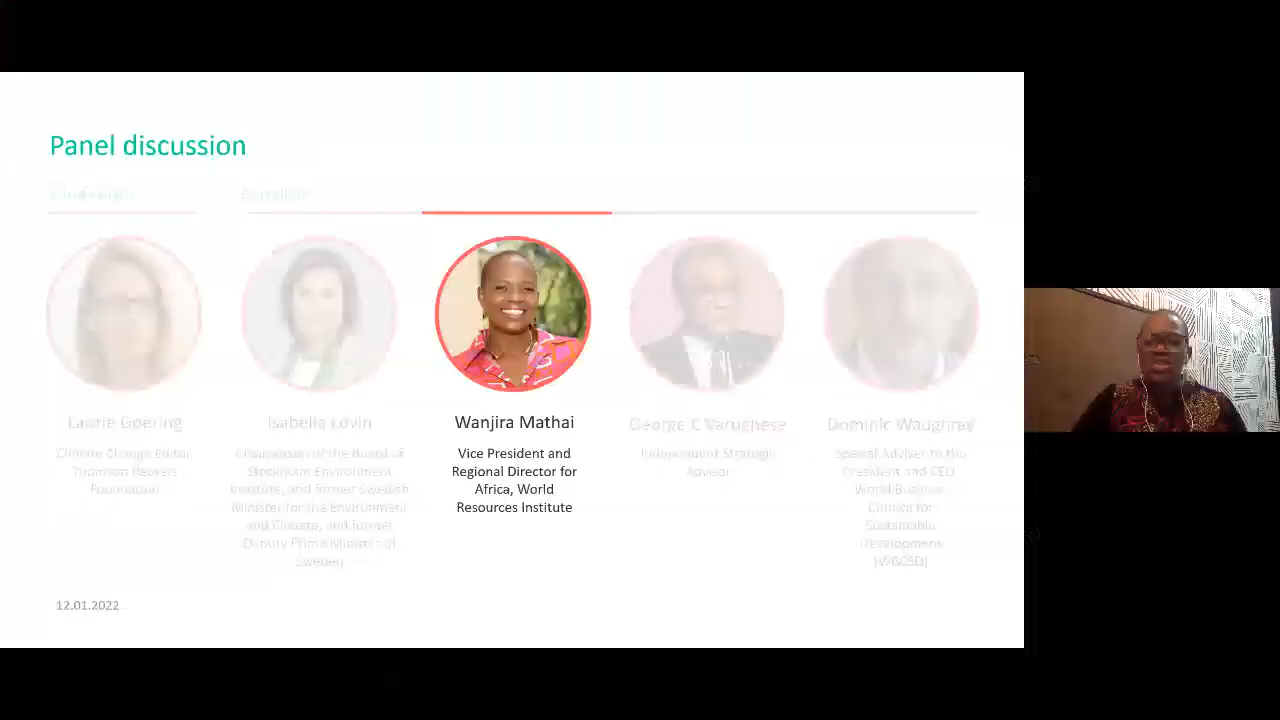 Panel discussion
Laurie Goering
Climate Change Editor
Thomson Reuters
Foundation
Isabella Lövin
Chairperson of the Board of
Stockholm Environment
Institute, and former Swedish
Minister for the Environment
and Climate, and former
Deputy Prime Minister of
Sweden
Wanjira Mathai
Vice President and
Regional Director for
Africa, World
Resources Institute
George C Varughese
Independent Strategic
Advisor
Dominic Waughray
Special Adviser to the
President and CEO
World Business
Council for
Sustainable
Development
(WBCSD)
12.01.2022